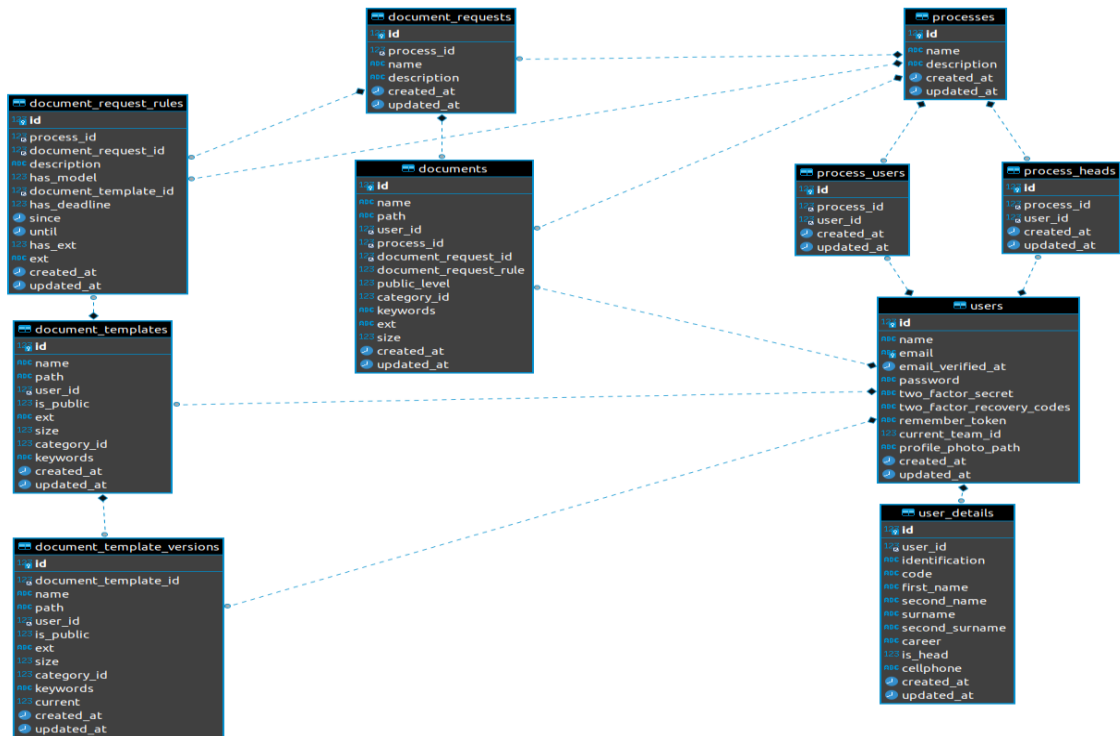 document_requests
id
process_id
name
description
created_at
updated_at
processes
id
name
description
created_at
updated_at
document_request_rules
id
process_id
document_request_id
description
has_model
document_template_id
has_deadline
since
until
has_ext
ext
created_at
updated_at
documents
id
name
path
user_id
process_id
document_request_id
document_request_rule
public_level
category_id
keywords
ext
size
created_at
updated_at
process_users
id
process_id
user_id
created_at
updated_at
process_heads
id
process_id
user_id
created_at
updated_at
document_templates
id
name
path
user_id
is_public
ext
size
category_id
keywords
created_at
updated_at
users
id
name
email
email_verified_at
password
two_factor_secret
two_factor_recovery_codes
remember_token
current_team_id
profile_photo_path
created_at
updated_at
document_template_versions
id
document_template_id
name
path
user_id
is_public
ext
size
category_id
keywords
current
created_at
updated_at
user_details
id
user_id
identification
code
first_name
second_name
surname
second_surname
career
is_head
cellphone
created_at
updated_at